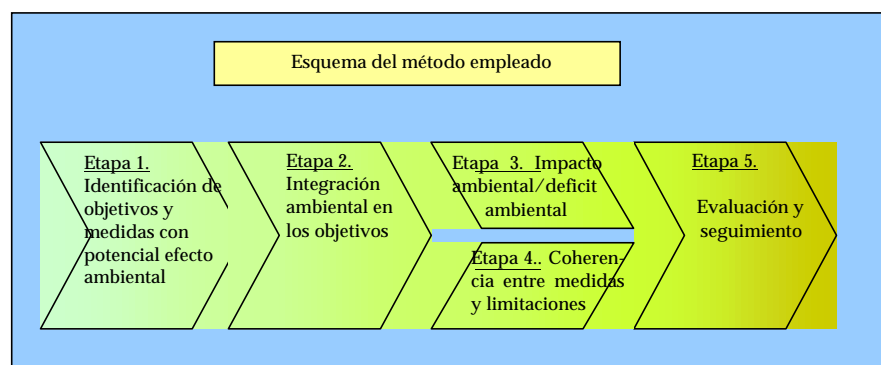 Esquema del método empleado
Etapa 1.
Identificación de
objetivos y
medidas con
potencial efecto
ambiental
Etapa 2.
Integración
ambiental en
los objetivos
Etapa 3. Impacto
ambiental/deficit
ambiental
Etapa 4.. Coheren-
cia entre medidas
y limitaciones
Etapa 5.
Evaluación y
seguimiento